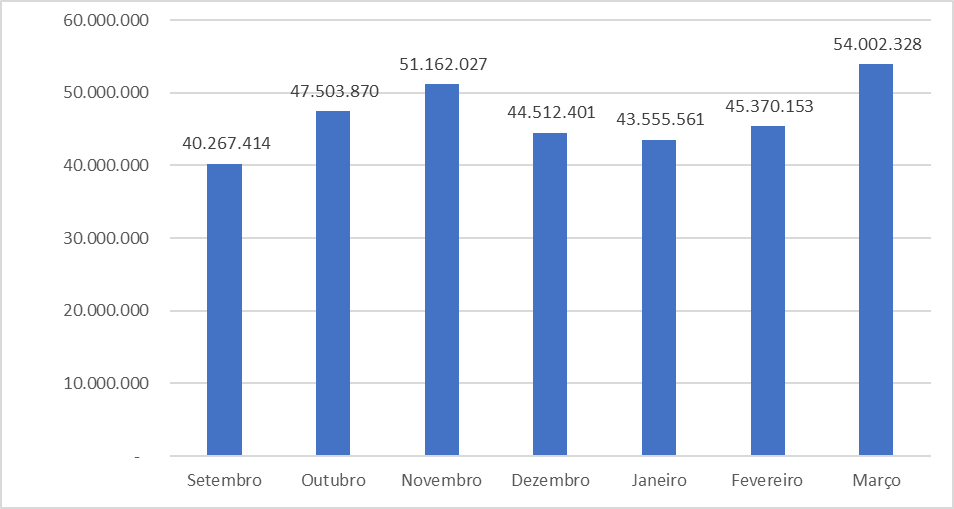 60.000.000
50.000.000
40.000.000
30.000.000
20.000.000
10.000.000
-
40.267.414
47.503.870
51.162.027
44.512.401
43.555.561
45.370.153
54.002.328
Setembro
Outubro
Novembro
Dezembro
Janeiro
Fevereiro
Março